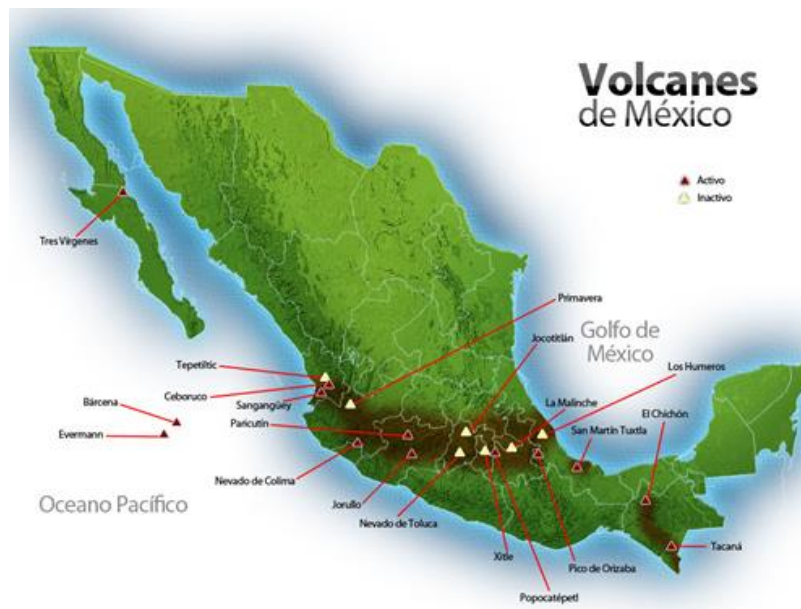 Volcanes
de México
Activo
Inactivo
Tres Vírgenes
Primavera
Golfo de
México
Jocotitlán
Tepetiltic
Los Humeros
Ceboruco
Sangangüey
La Malinche
Bárcena
El Chichón
Paricutín
San Martín Tuxtla
Evermann
Nevado de Colima
Oceano Pacífico
Jorullo
Nevado de Toluca
Tacaná
Xitle
Pico de Orizaba
Popocatépetl